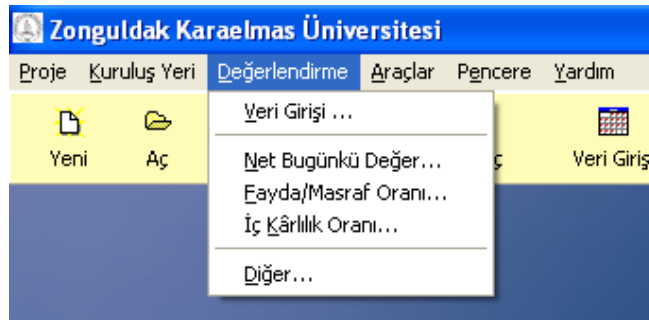 Zonguldak Karaelmas Üniversitesi
Proje Kuruluş Yeri Değerlendirme Araçlar Pencere Yardım
Veri Girişi ...
Net Bugünkü Değer...
Fayda/Masraf Oranı...
İç Kârlılık Oranı...
Diğer...
Yeni Aç Veri Giriş